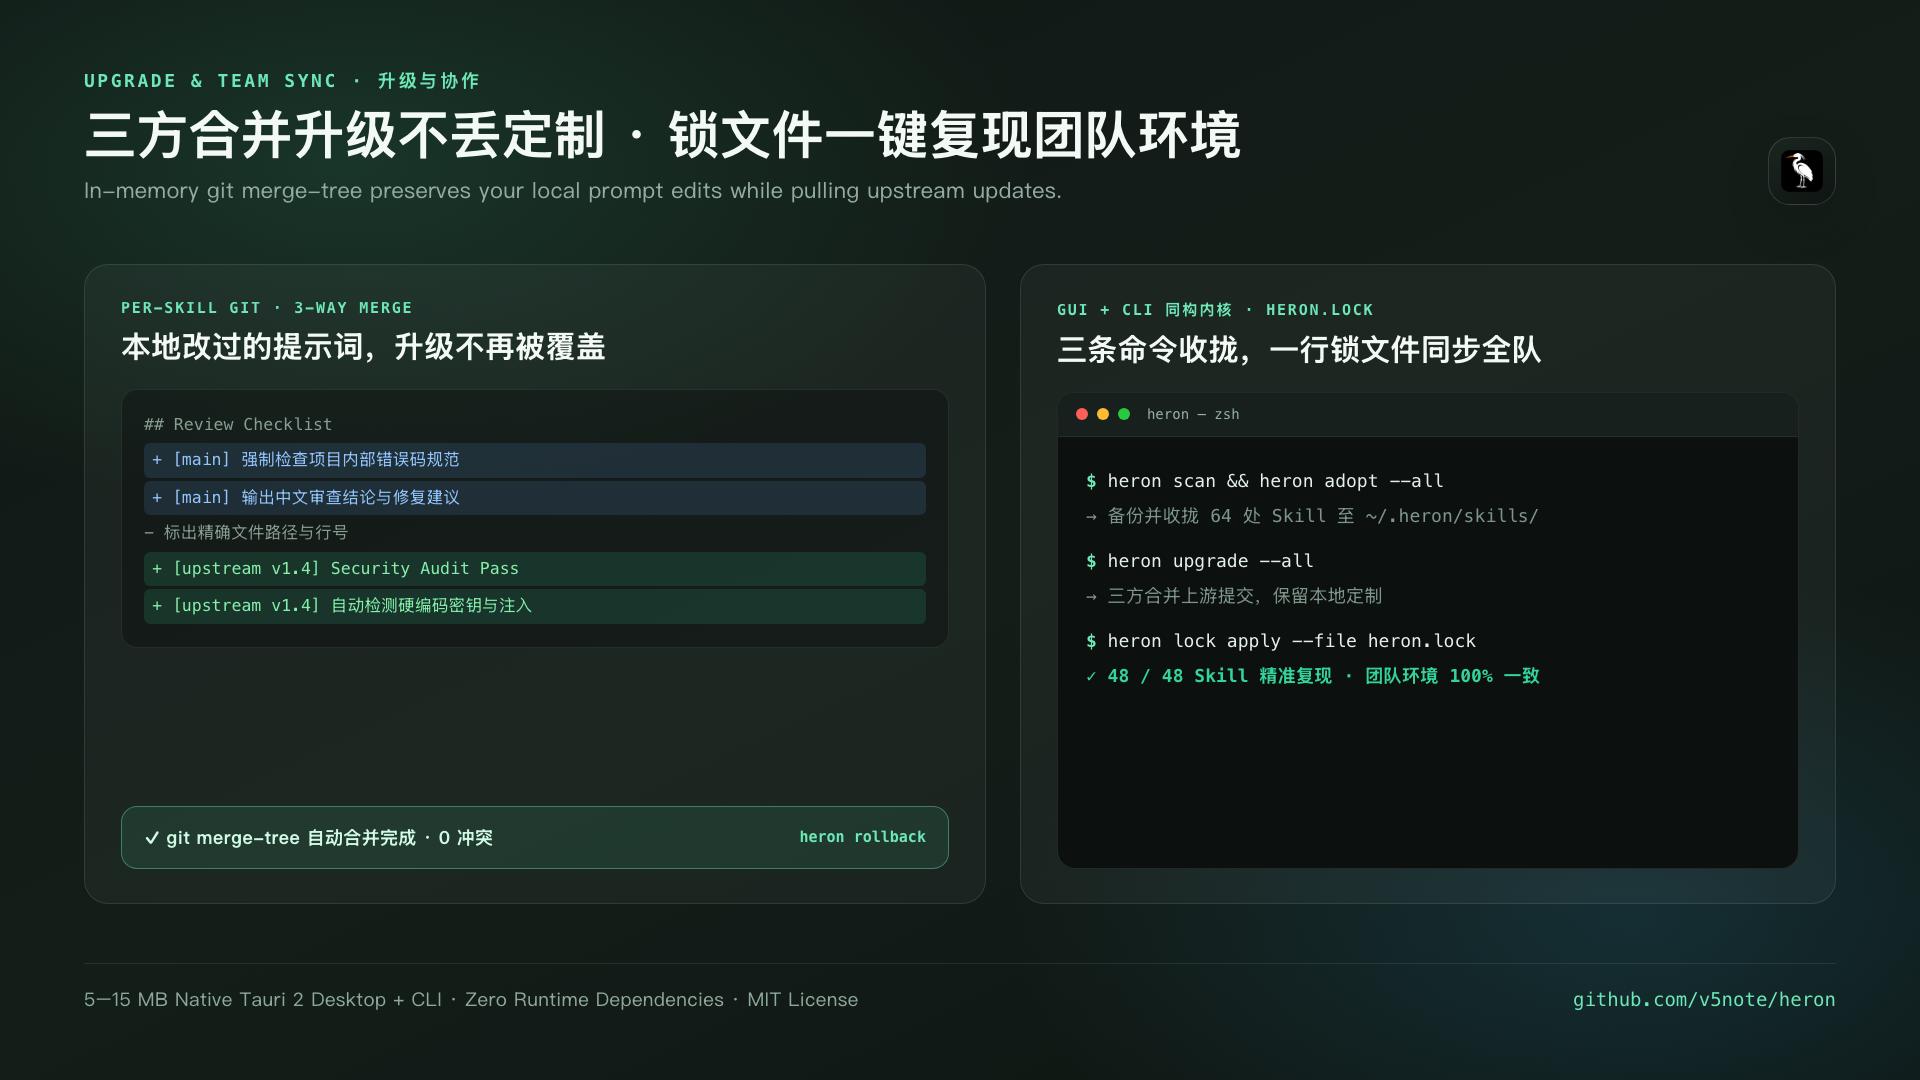 UPGRADE & TEAM SYNC · 升级与协作
三方合并升级不丢定制 · 锁文件一键复现团队环境
In-memory git merge-tree preserves your local prompt edits while pulling upstream updates.
PER-SKILL GIT · 3-WAY MERGE
本地改过的提示词，升级不再被覆盖
## Review Checklist
+ [main] 强制检查项目内部错误码规范
+ [main] 输出中文审查结论与修复建议
- 标出精确文件路径与行号
+ [upstream v1.4] Security Audit Pass
+ [upstream v1.4] 自动检测硬编码密钥与注入
✓ git merge-tree 自动合并完成 · 0 冲突
heron rollback
GUI + CLI 同构内核 · HERON.LOCK
三条命令收拢，一行锁文件同步全队
heron — zsh
$ heron scan && heron adopt --all
→ 备份并收拢 64 处 Skill 至 ~/.heron/skills/
$ heron upgrade --all
→ 三方合并上游提交，保留本地定制
$ heron lock apply --file heron.lock
✓ 48 / 48 Skill 精准复现 · 团队环境 100% 一致
5—15 MB Native Tauri 2 Desktop + CLI · Zero Runtime Dependencies · MIT License
github.com/v5note/heron